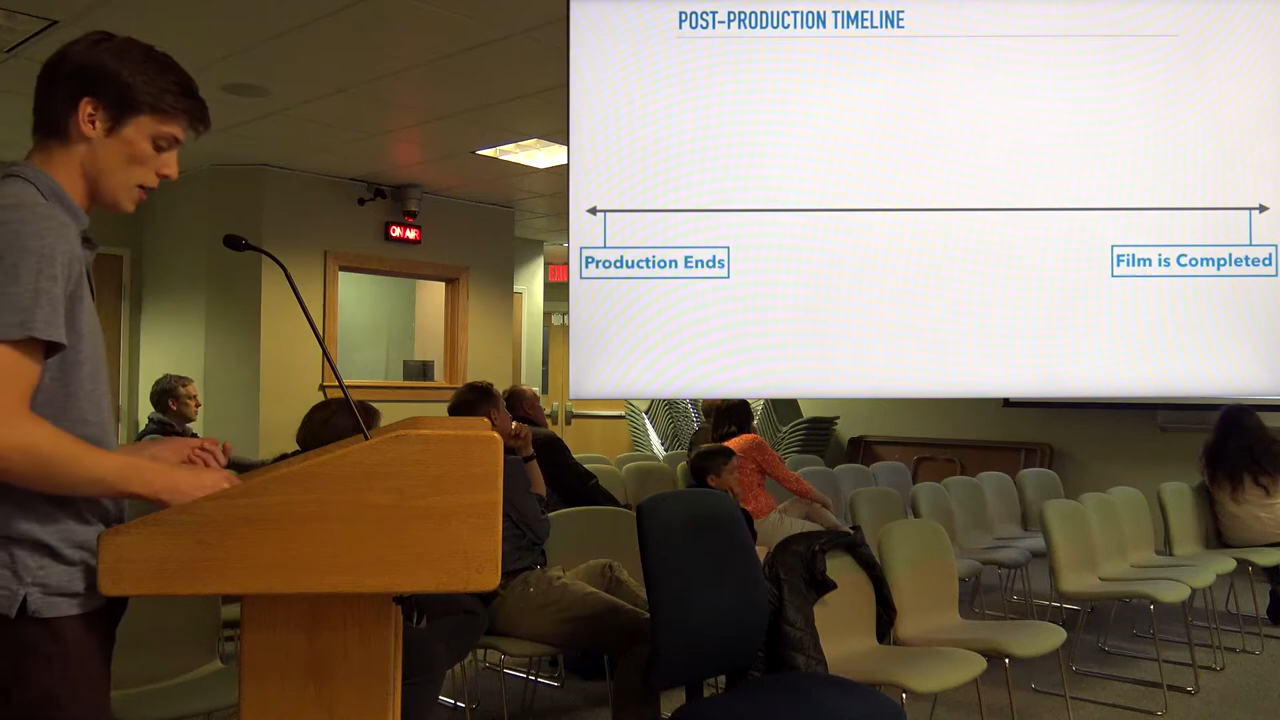 POST-PRODUCTION TIMELINE
ON AIR
EXIT
Production Ends
Film is Completed